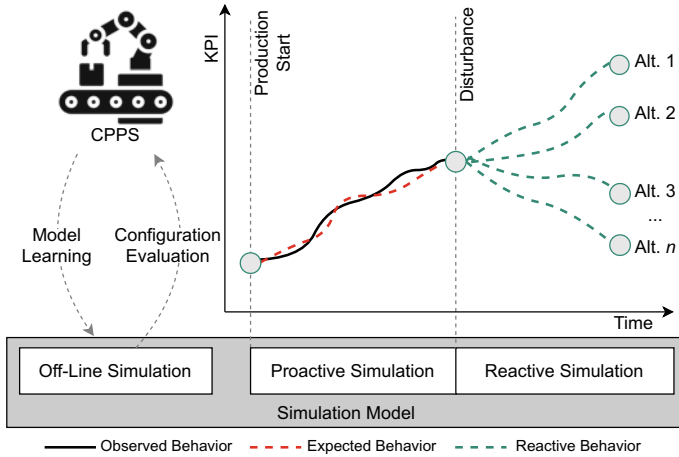 KPI
Production
Start
Disturbance
Alt. 1
Alt. 2
Alt. 3
...
Alt. n
CPPS
Model
Learning
Configuration
Evaluation
Time
Off-Line Simulation
Proactive Simulation
Reactive Simulation
Simulation Model
Observed Behavior
Expected Behavior
Reactive Behavior